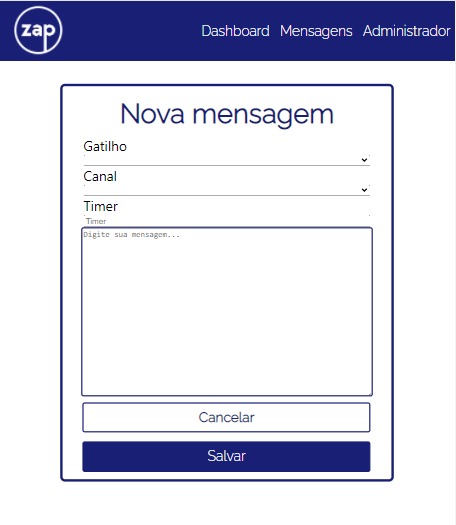 zap
Dashboard Mensagens Administrador
Nova mensagem
Gatilho
Canal
Timer
Timer
Digite sua mensagem...
Cancelar
Salvar